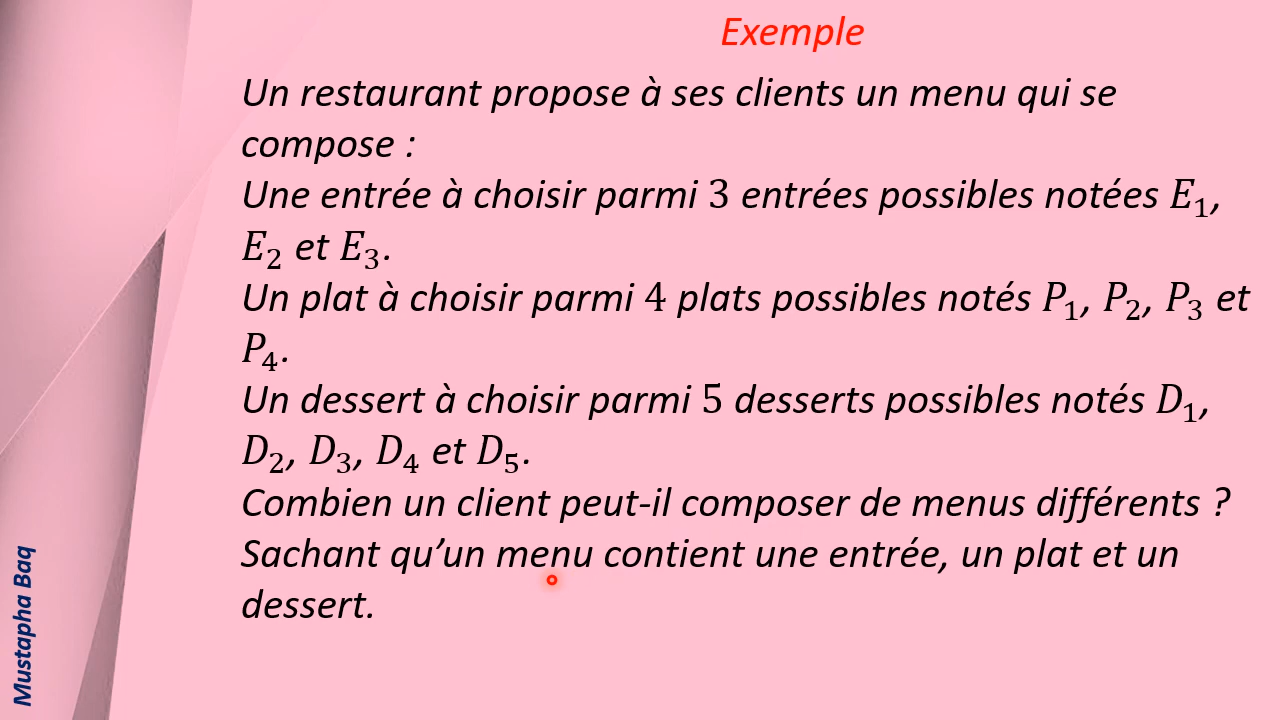 Exemple
Un restaurant propose à ses clients un menu qui se
compose :
Une entrée à choisir parmi 3 entrées possibles notées E₁,
E₂ et E₃.
Un plat à choisir parmi 4 plats possibles notés P₁, P₂, P₃ et
P₄.
Un dessert à choisir parmi 5 desserts possibles notés D₁,
D₂, D₃, D₄ et D₅.
Combien un client peut-il composer de menus différents ?
Sachant qu’un menu contient une entrée, un plat et un
dessert.
Mustapha Baq